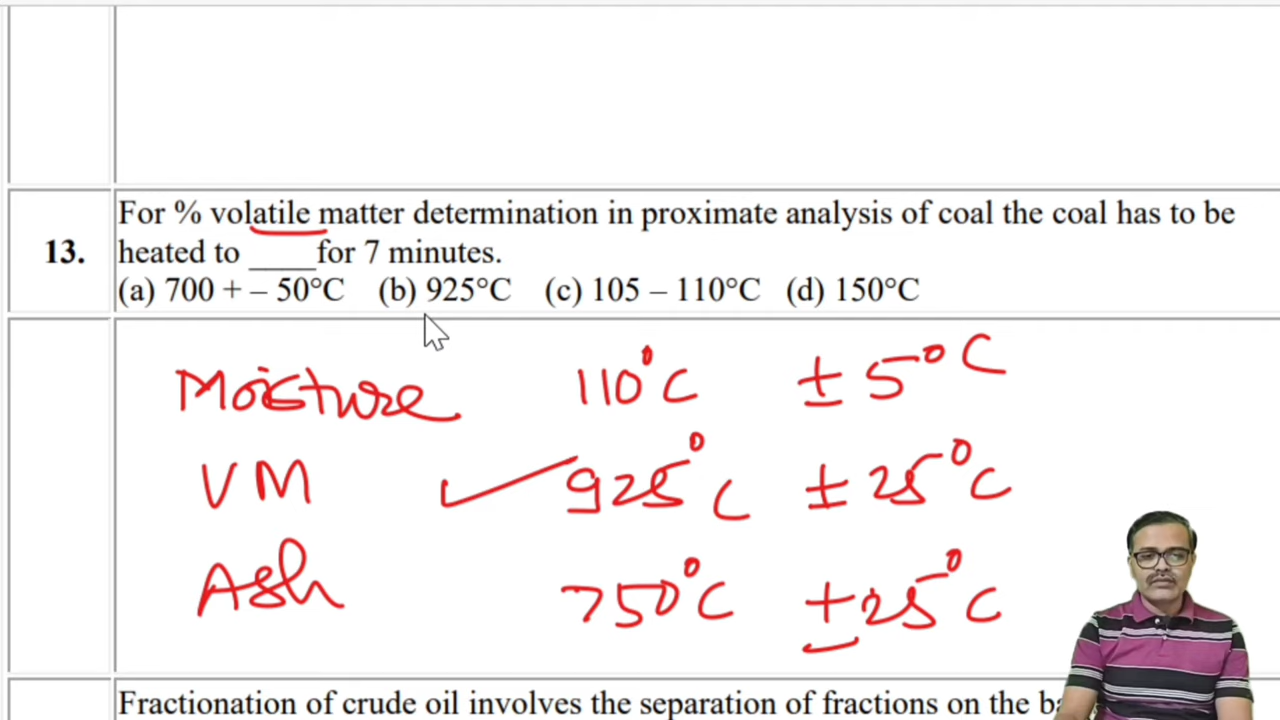 13.
For % volatile matter determination in proximate analysis of coal the coal has to be
heated to ____ for 7 minutes.
(a) 700 + – 50°C (b) 925°C (c) 105 – 110°C (d) 150°C
Moisture 110°C ± 5°C
VM ✓ 925°C ± 25°C
Ash 750°C ± 25°C
Fractionation of crude oil involves the separation of fractions on the